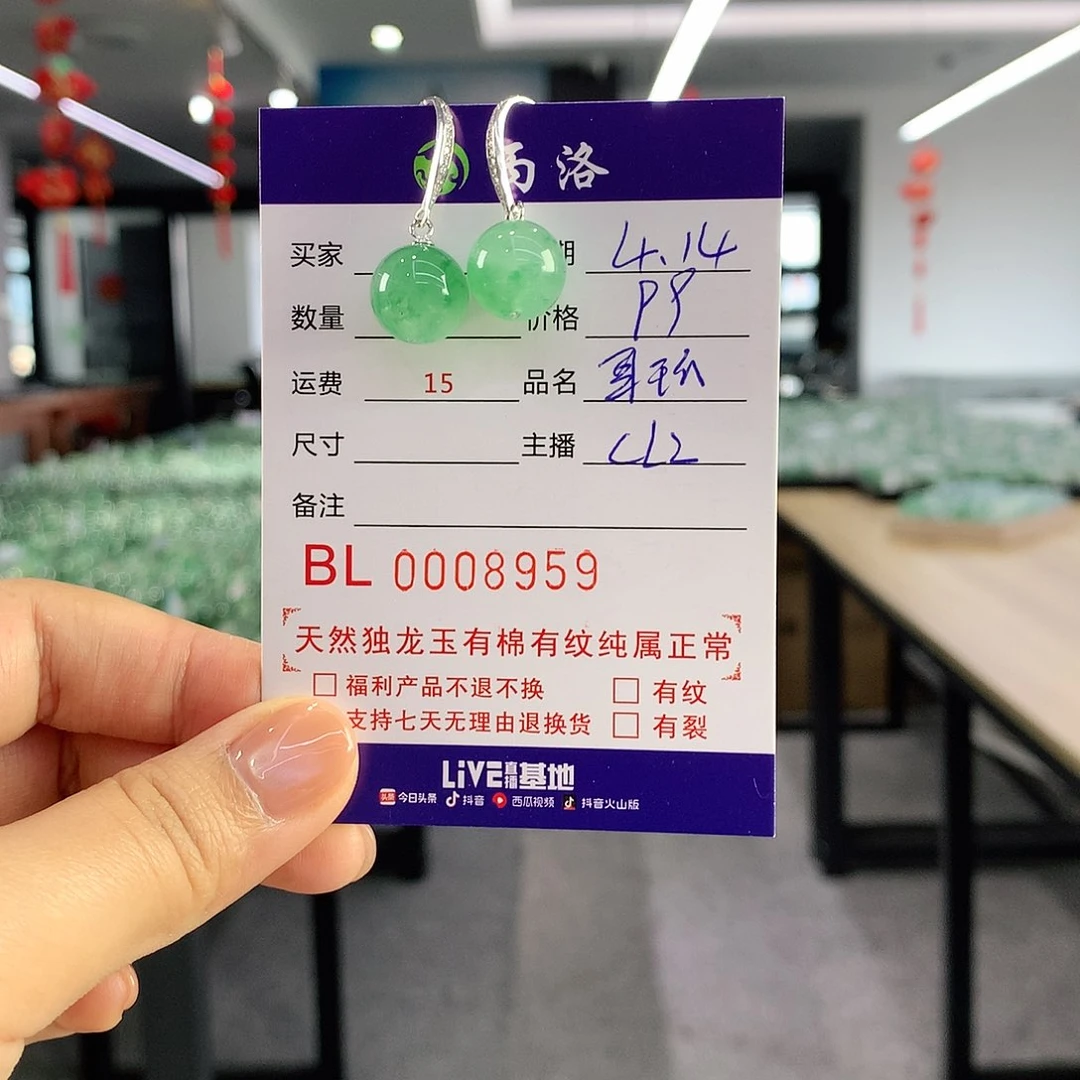 洛
买家 期 4.14
数量 价格 P8
运费 15 品名 耳环
尺寸 主播 CL2
备注
BL 0008959
天然独龙玉有棉有纹纯属正常
□ 福利产品不退不换 □ 有纹
支持七天无理由退换货 □ 有裂
LiVE直播基地
头条 今日头条 抖音 西瓜视频 抖音火山版